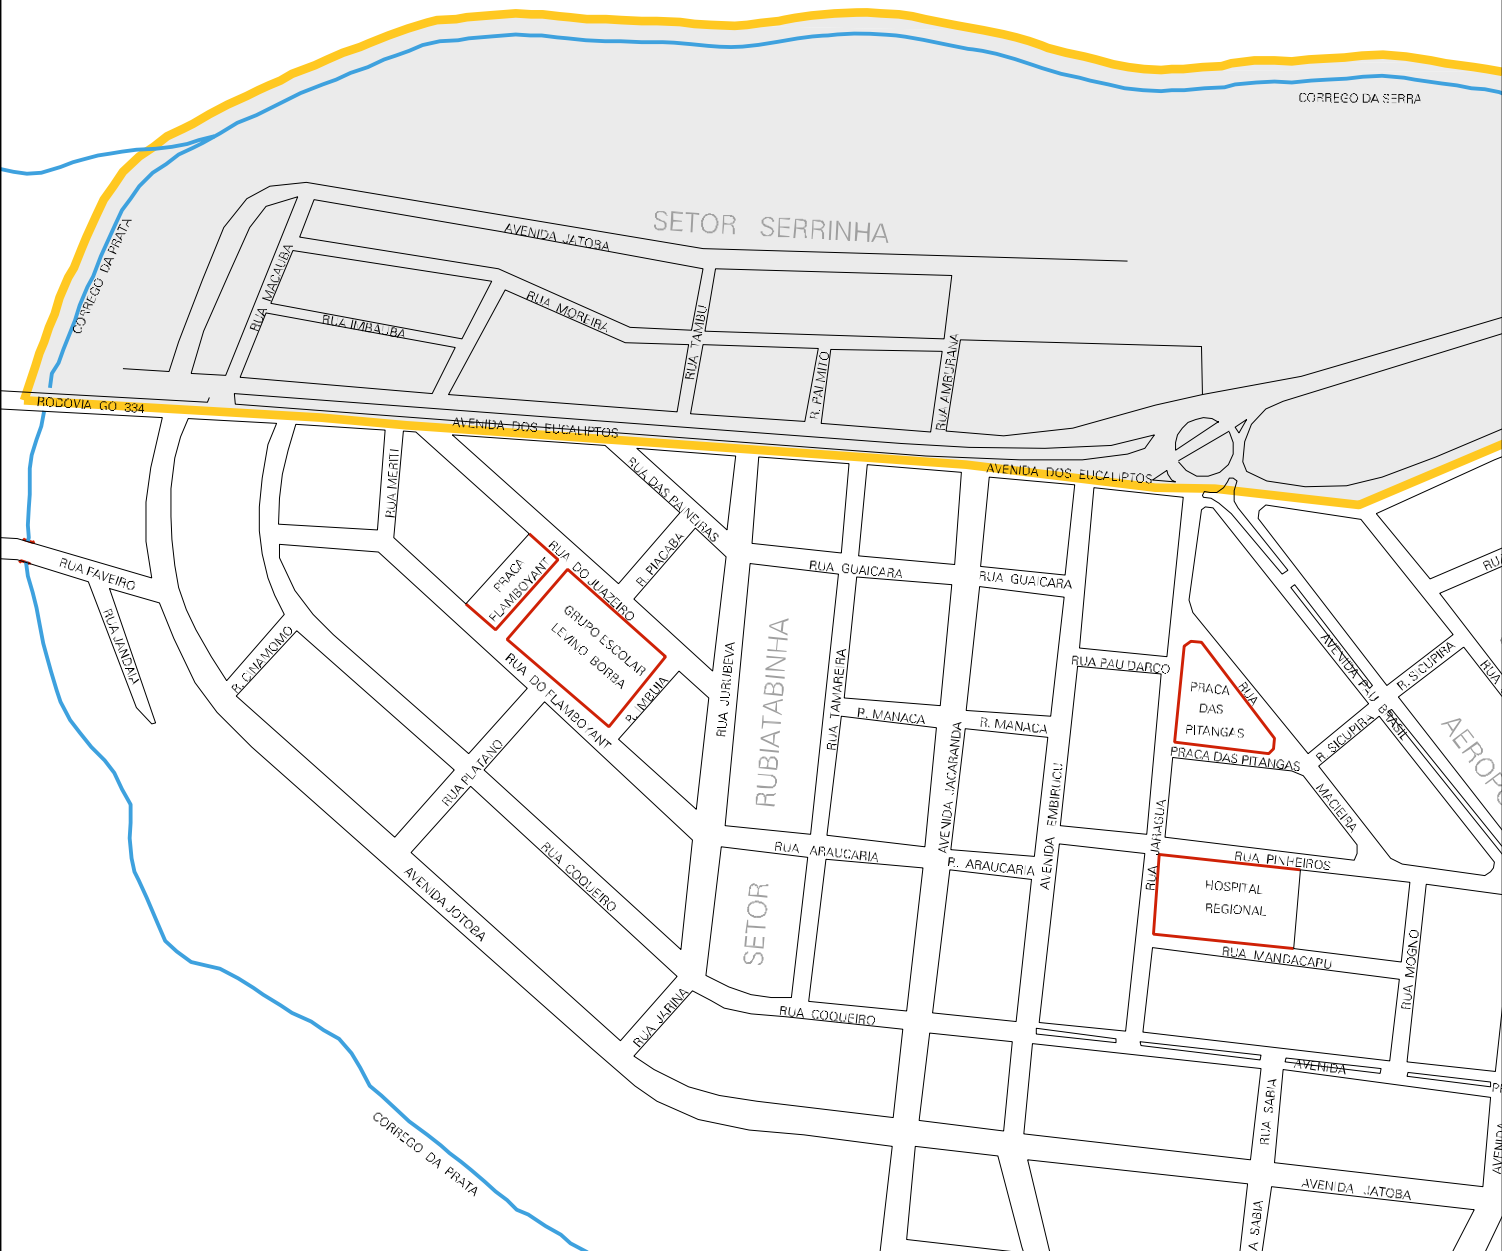 CORREGO DA SERRA
SETOR SERRINHA
AVENIDA JATOBA
CORREGO DA PRATA
RUA MACAUBA
RUA IMBAUBA
RUA MOREIRA
RUA TAMBU
R. PALMITO
RUA AMBURANA
RODOVIA GO 334
AVENIDA DOS EUCALIPTOS
AVENIDA DOS EUCALIPTOS
RUA MERITI
RUA DAS PAINEIRAS
R. PIACABA
RUA DO JUAZEIRO
PRACA
FLAMBOYANT
GRUPO ESCOLAR
LEVINO BORBA
RUA DO FLAMBOYANT
R. IMBUIA
RUA FAVEIRO
RUA JANDAIA
R. CINAMOMO
RUA PLATANO
RUA COQUEIRO
AVENIDA JOTOBA
RUA JARINA
RUA JURUBEVA
RUBIATABINHA
SETOR
RUA TAMAREIRA
RUA GUAICARA
RUA GUAICARA
R. MANACA
R. MANACA
AVENIDA JACARANDA
RUA ARAUCARIA
R. ARAUCARIA
AVENIDA EMBIRUCU
RUA PAU DARCO
PRACA
DAS
PITANGAS
RUA
MACIEIRA
PRACA DAS PITANGAS
R. SICUPIRA
R. SICUPIRA
AVENIDA PAU BRASIL
AEROPO
RUA
RUA
RUA JARAGUA
RUA PINHEIROS
HOSPITAL
REGIONAL
RUA MANDACAPU
RUA MOGNO
RUA COQUEIRO
AVENIDA
RUA SABIA
AVENIDA
AVENIDA JATOBA
A SABIA
CORREGO DA PRATA